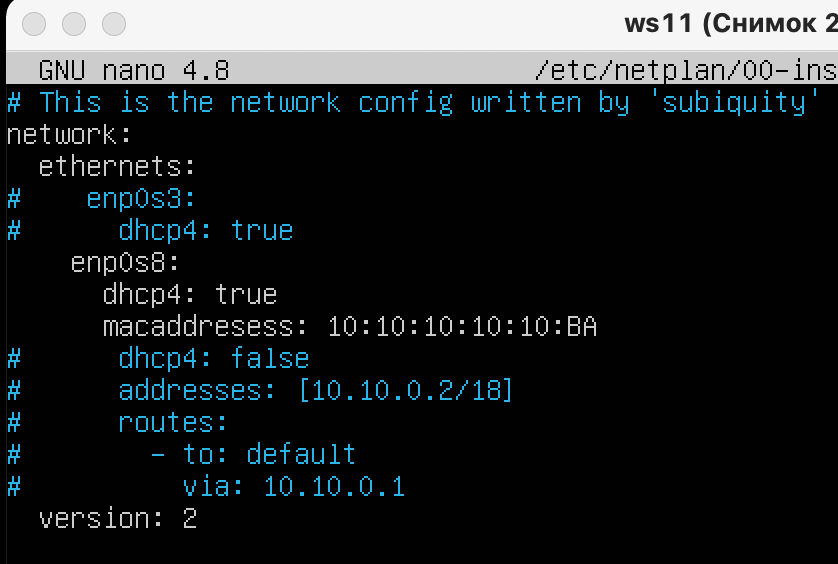 ws11 (Снимок 2
GNU nano 4.8 /etc/netplan/00-ins
# This is the network config written by 'subiquity'
network:
  ethernets:
#    enp0s3:
#      dhcp4: true
    enp0s8:
      dhcp4: true
      macaddresess: 10:10:10:10:10:BA
#      dhcp4: false
#      addresses: [10.10.0.2/18]
#      routes:
#        - to: default
#          via: 10.10.0.1
  version: 2